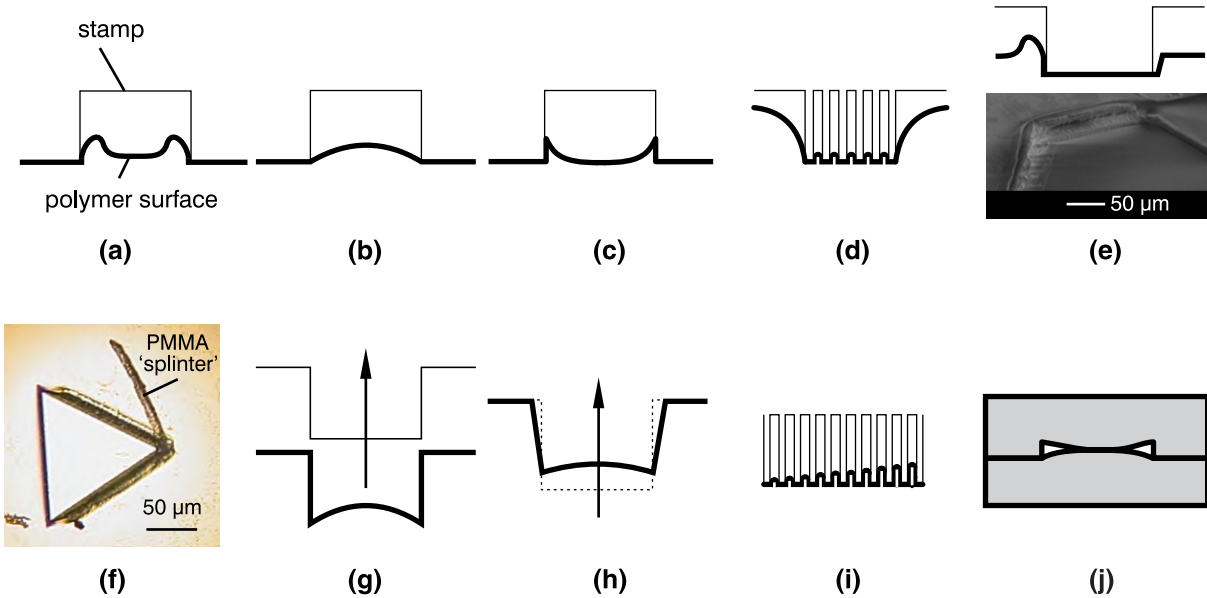 stamp
polymer surface
(a)
(b)
(c)
(d)
50 µm
(e)
PMMA
‘splinter’
50 µm
(f)
(g)
(h)
(i)
(j)